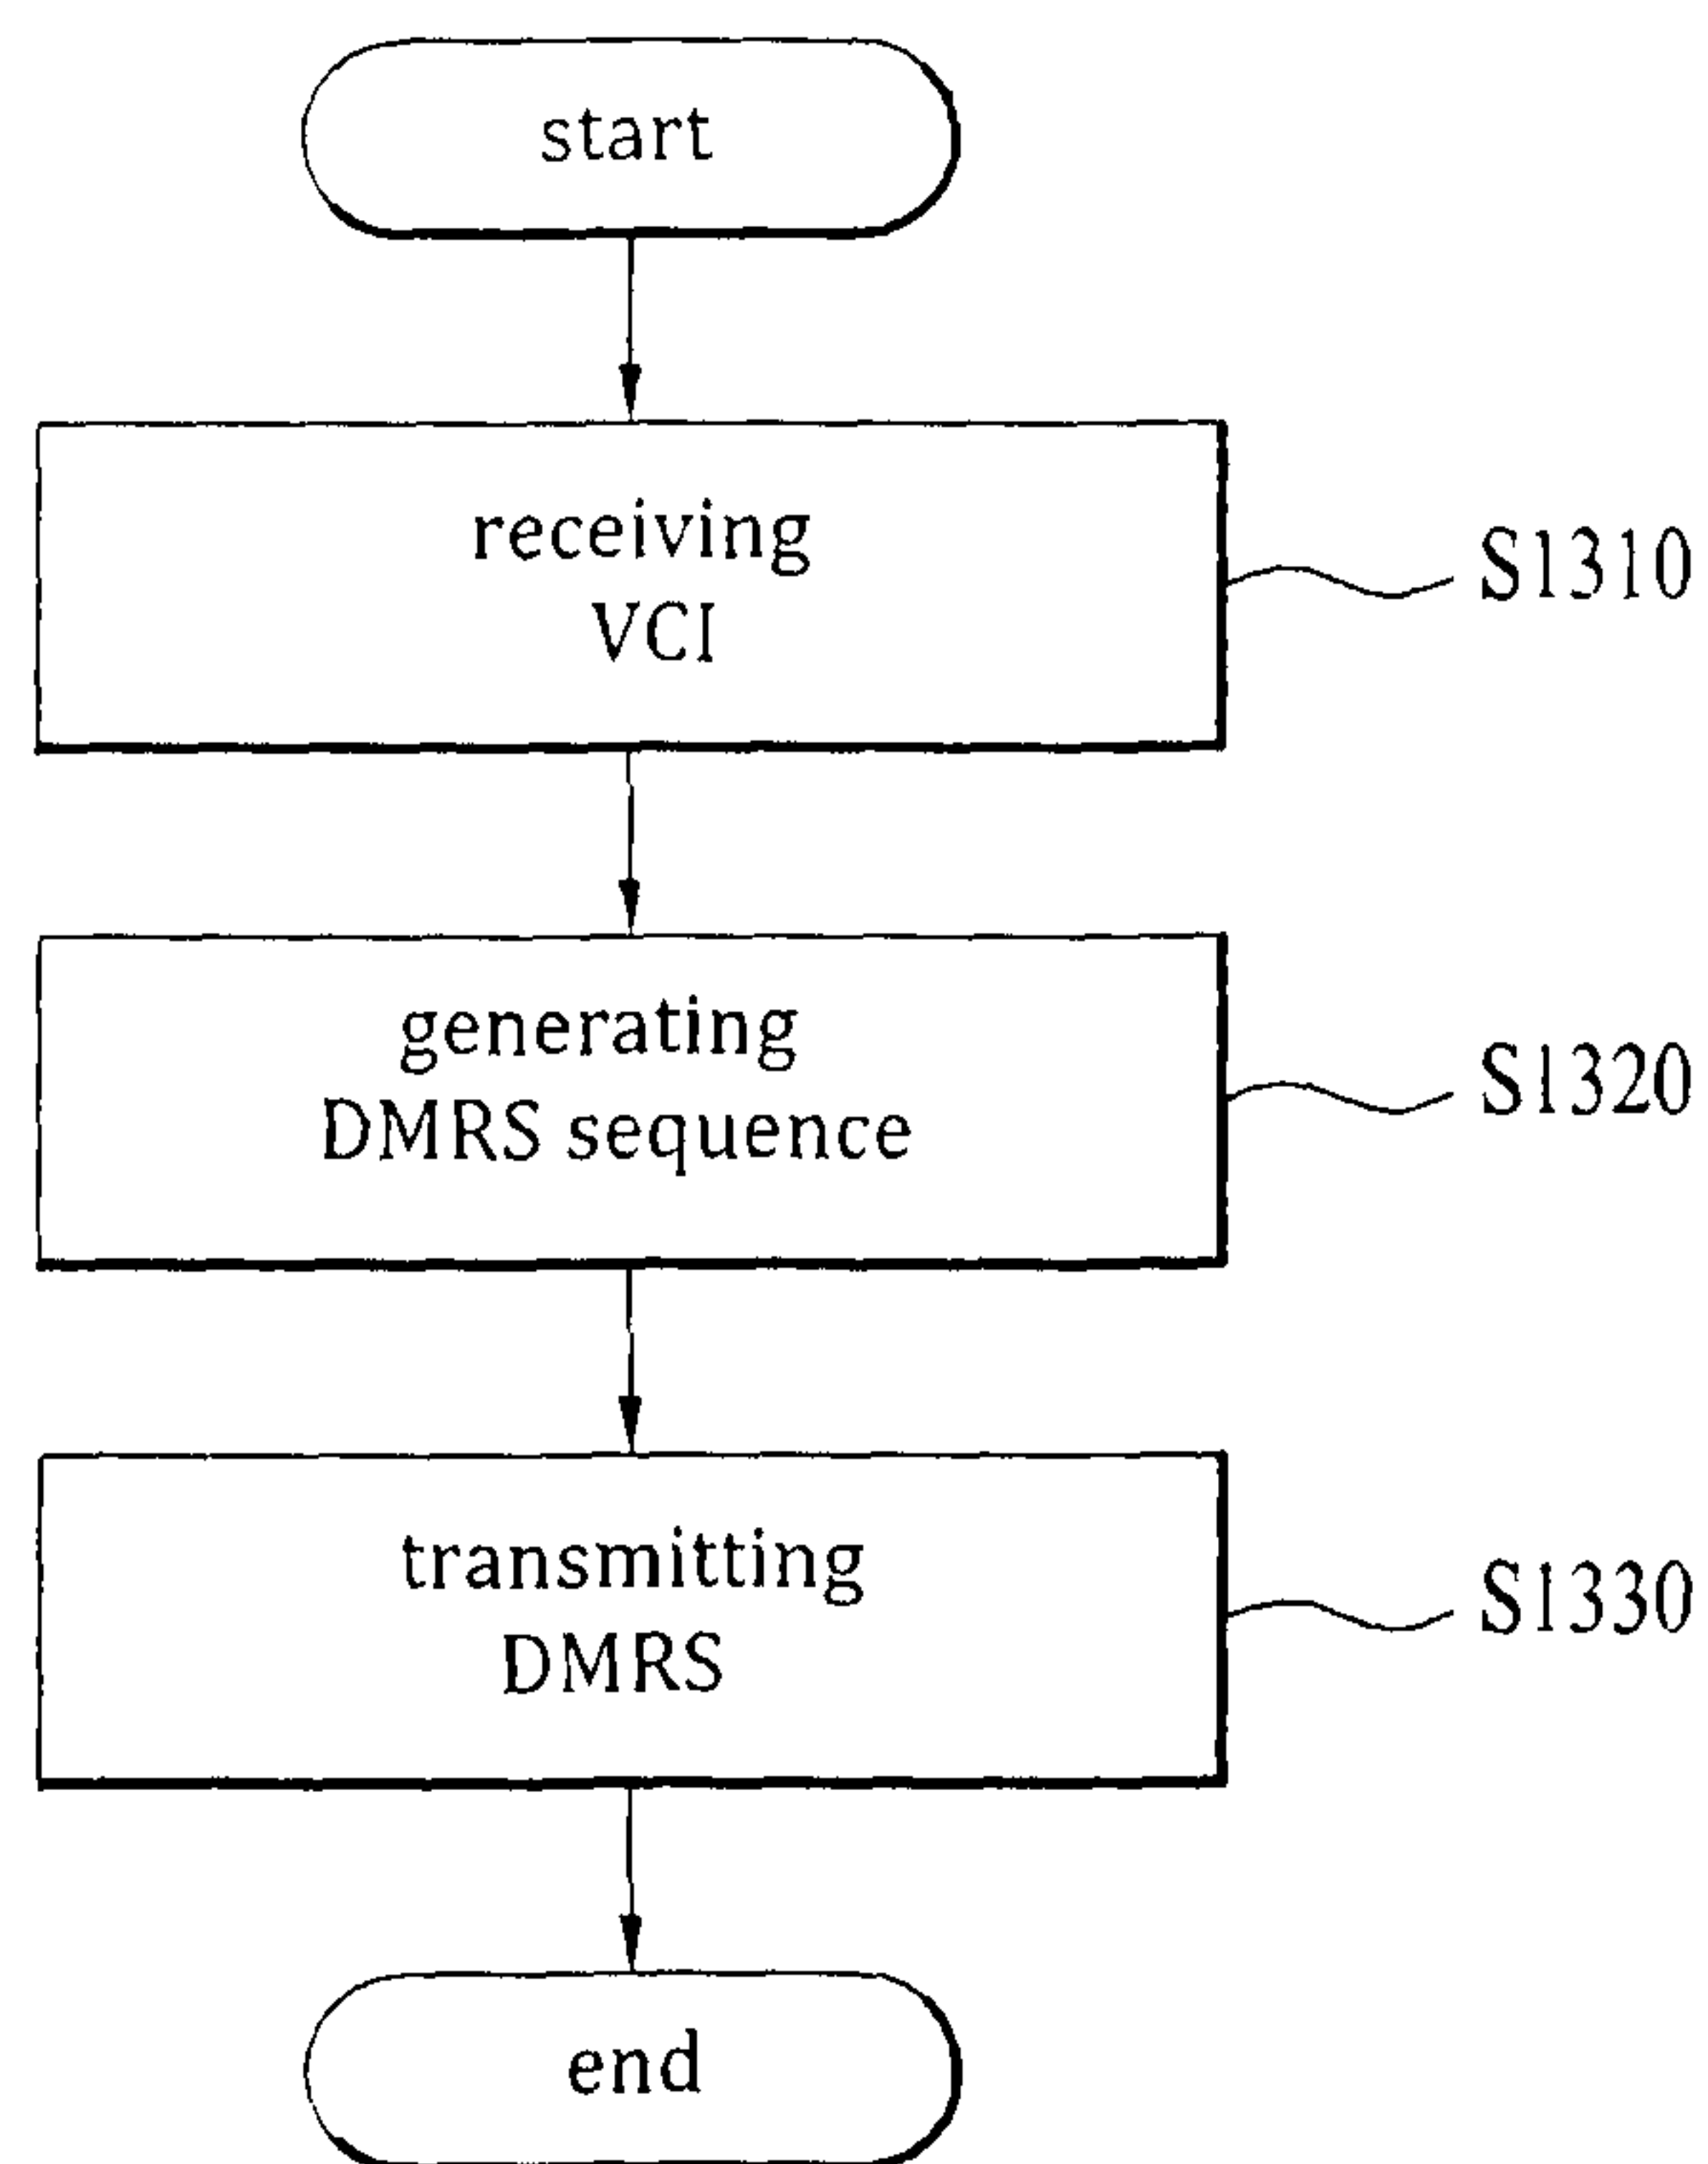 start
receiving
VCI
S1310
generating
DMRS sequence
S1320
transmitting
DMRS
S1330
end